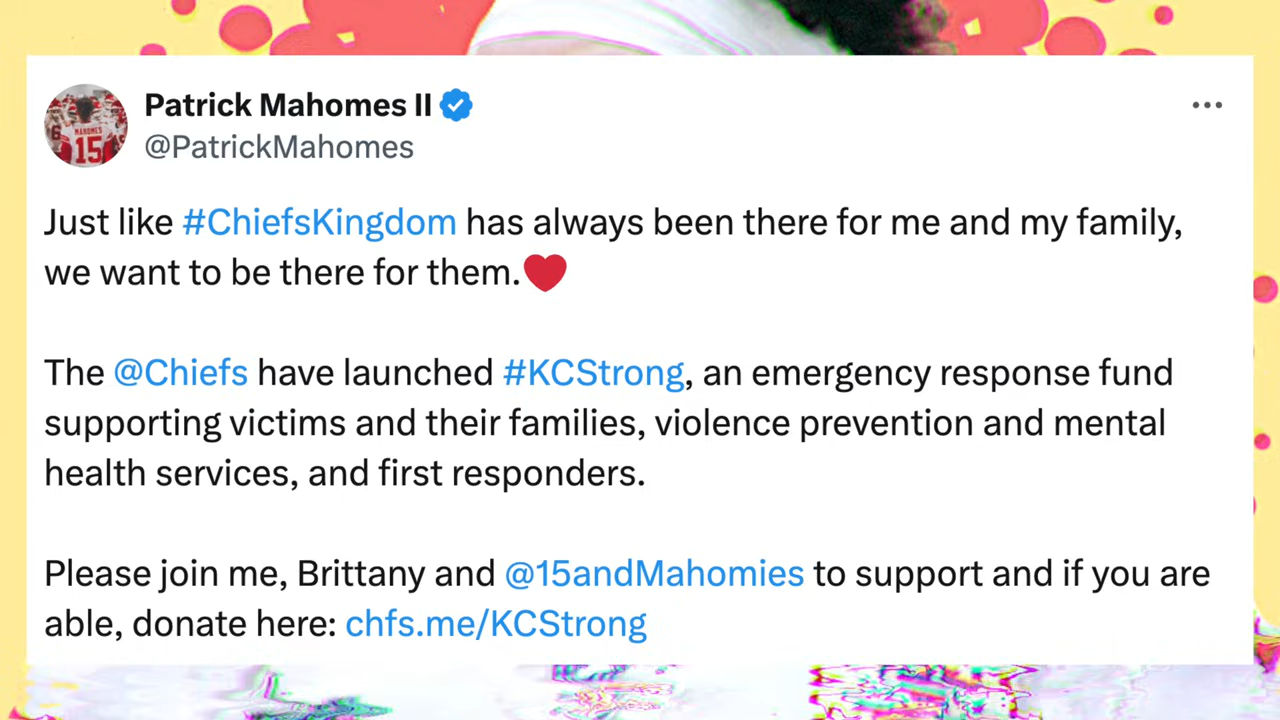 Patrick Mahomes II
@PatrickMahomes
Just like #ChiefsKingdom has always been there for me and my family,
we want to be there for them.❤️
The @Chiefs have launched #KCStrong, an emergency response fund
supporting victims and their families, violence prevention and mental
health services, and first responders.
Please join me, Brittany and @15andMahomies to support and if you are
able, donate here: chfs.me/KCStrong
MAHOMES
15